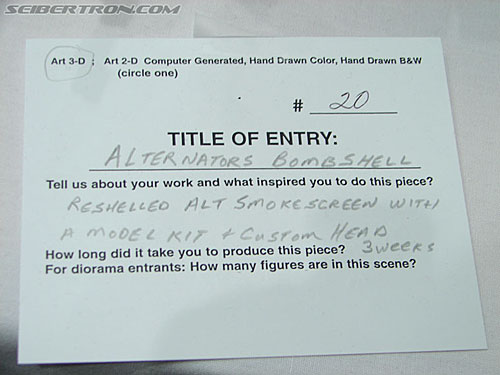 SEIBERTRON.COM
Art 3-D ; Art 2-D Computer Generated, Hand Drawn Color, Hand Drawn B&W
(circle one)
# 20
TITLE OF ENTRY:
ALTERNATORS BOMBSHELL
Tell us about your work and what inspired you to do this piece?
RESHELLED ALT SMOKESCREEN WITH
A MODEL KIT + CUSTOM HEAD
How long did it take you to produce this piece? 3 WEEKS
For diorama entrants: How many figures are in this scene?